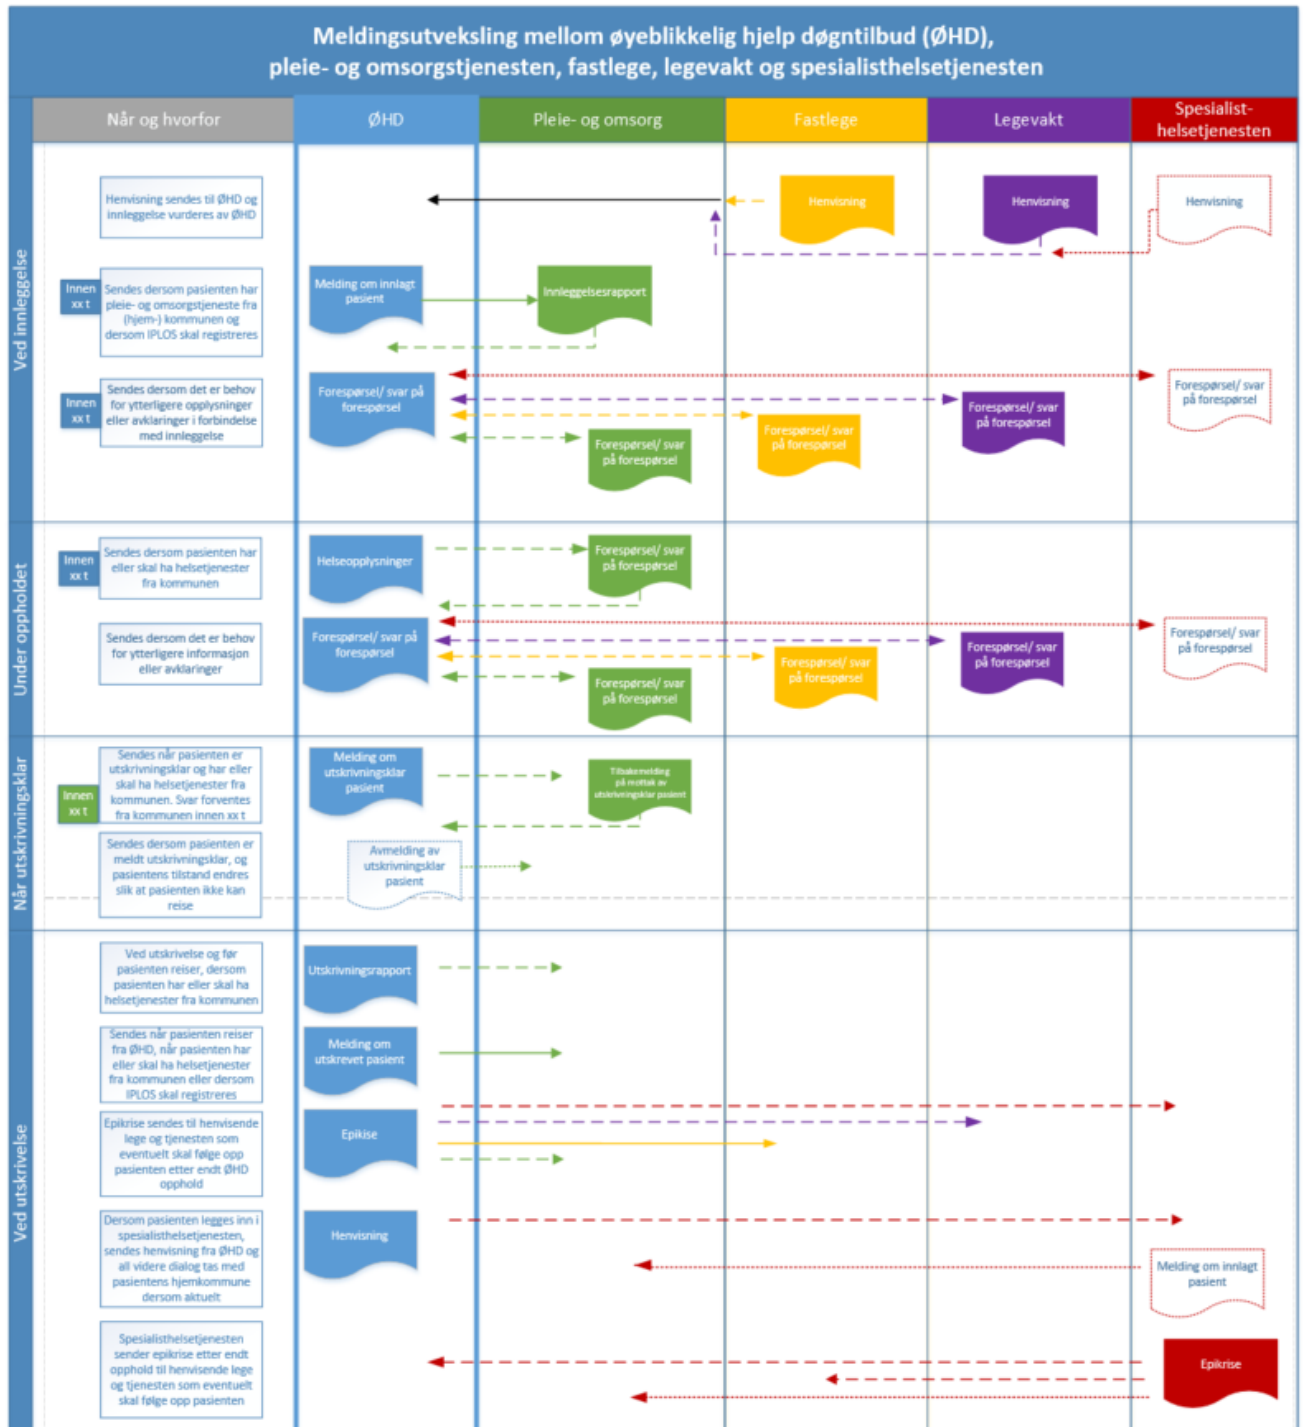 Meldingsutveksling mellom øyeblikkelig hjelp døgntilbud (ØHD),
pleie- og omsorgstjenesten, fastlege, legevakt og spesialisthelsetjenesten
Når og hvorfor
ØHD
Pleie- og omsorg
Fastlege
Legevakt
Spesialist-
helsetjenesten
Ved innleggelse
Henvisning sendes til ØHD og
innleggelse vurderes av ØHD
Henvisning
Henvisning
Henvisning
Innen
xx t
Sendes dersom pasienten har
pleie- og omsorgstjeneste fra
(hjem-) kommunen og
dersom IPLOS skal registreres
Melding om innlagt
pasient
Innleggelsesrapport
Innen
xx t
Sendes dersom det er behov
for ytterligere opplysninger
eller avklaringer i forbindelse
med innleggelse
Forespørsel/ svar på
forespørsel
Forespørsel/ svar
på forespørsel
Forespørsel/ svar
på forespørsel
Forespørsel/ svar
på forespørsel
Forespørsel/ svar
på forespørsel
Under oppholdet
Innen
xx t
Sendes dersom pasienten har
eller skal ha helsetjenester
fra kommunen
Helseopplysninger
Forespørsel/ svar
på forespørsel
Sendes dersom det er behov
for ytterligere informasjon
eller avklaringer
Forespørsel/ svar på
forespørsel
Forespørsel/ svar
på forespørsel
Forespørsel/ svar
på forespørsel
Forespørsel/ svar
på forespørsel
Forespørsel/ svar
på forespørsel
Når utskrivningsklar
Innen
xx t
Sendes når pasienten er
utskrivningsklar og har eller
skal ha helsetjenester fra
kommunen. Svar forventes
fra kommunen innen xx t
Melding om
utskrivningsklar
pasient
Tilbakemelding
på mottak av
utskrivningsklar pasient
Sendes dersom pasienten er
meldt utskrivningsklar, og
pasientens tilstand endres
slik at pasienten ikke kan
reise
Avmelding av
utskrivningsklar
pasient
Ved utskrivelse
Ved utskrivelse og før
pasienten reiser, dersom
pasienten har eller skal ha
helsetjenester fra kommunen
Utskrivningsrapport
Sendes når pasienten reiser
fra ØHD, når pasienten har
eller skal ha helsetjenester
fra kommunen eller dersom
IPLOS skal registreres
Melding om
utskrevet pasient
Epikrise sendes til henvisende
lege og tjenesten som
eventuelt skal følge opp
pasienten etter endt ØHD
opphold
Epikise
Dersom pasienten legges inn i
spesialisthelsetjenesten,
sendes henvisning fra ØHD og
all videre dialog tas med
pasientens hjemkommune
dersom aktuelt
Henvisning
Melding om innlagt
pasient
Spesialisthelsetjenesten
sender epikrise etter endt
opphold til henvisende lege
og tjenesten som eventuelt
skal følge opp pasienten
Epikrise